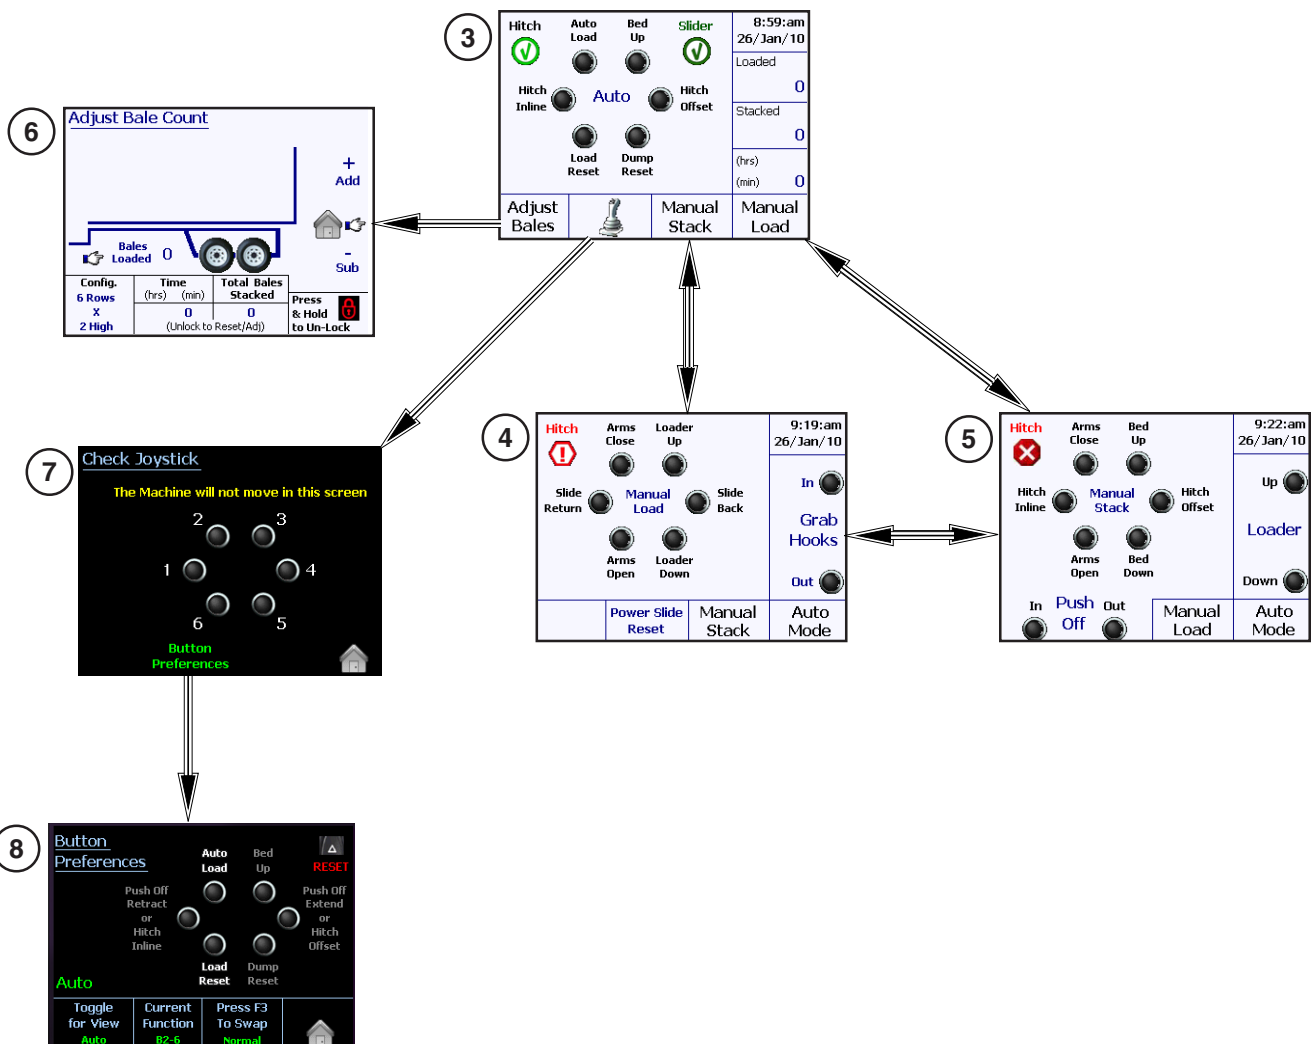 3
Hitch
Auto
Load
Bed
Up
Slider
8:59:am
26/Jan/10
Loaded
0
Hitch
Inline
Auto
Hitch
Offset
Stacked
0
Load
Reset
Dump
Reset
(hrs)
(min) 0
Adjust
Bales
Manual
Stack
Manual
Load
6
Adjust Bale Count
+
Add
Bales
Loaded 0
-
Sub
Config.
6 Rows
X
2 High
Time
(hrs) (min)
0
Total Bales
Stacked
0
(Unlock to Reset/Adj)
Press
& Hold
to Un-Lock
7
Check Joystick
The Machine will not move in this screen
2 3
1 4
6 5
Button
Preferences
4
Hitch
Arms
Close
Loader
Up
9:19:am
26/Jan/10
In
Slide
Return
Manual
Load
Slide
Back
Grab
Hooks
Arms
Open
Loader
Down
Out
Power Slide
Reset
Manual
Stack
Auto
Mode
5
Hitch
Arms
Close
Bed
Up
9:22:am
26/Jan/10
Up
Hitch
Inline
Manual
Stack
Hitch
Offset
Loader
Arms
Open
Bed
Down
Down
In Push Off Out
Manual
Load
Auto
Mode
8
Button
Preferences
Auto
Load
Bed
Up
RESET
Push Off
Retract
or
Hitch
Inline
Push Off
Extend
or
Hitch
Offset
Load
Reset
Dump
Reset
Auto
Toggle
for View
Auto
Current
Function
B2-6
Press F3
To Swap
Normal